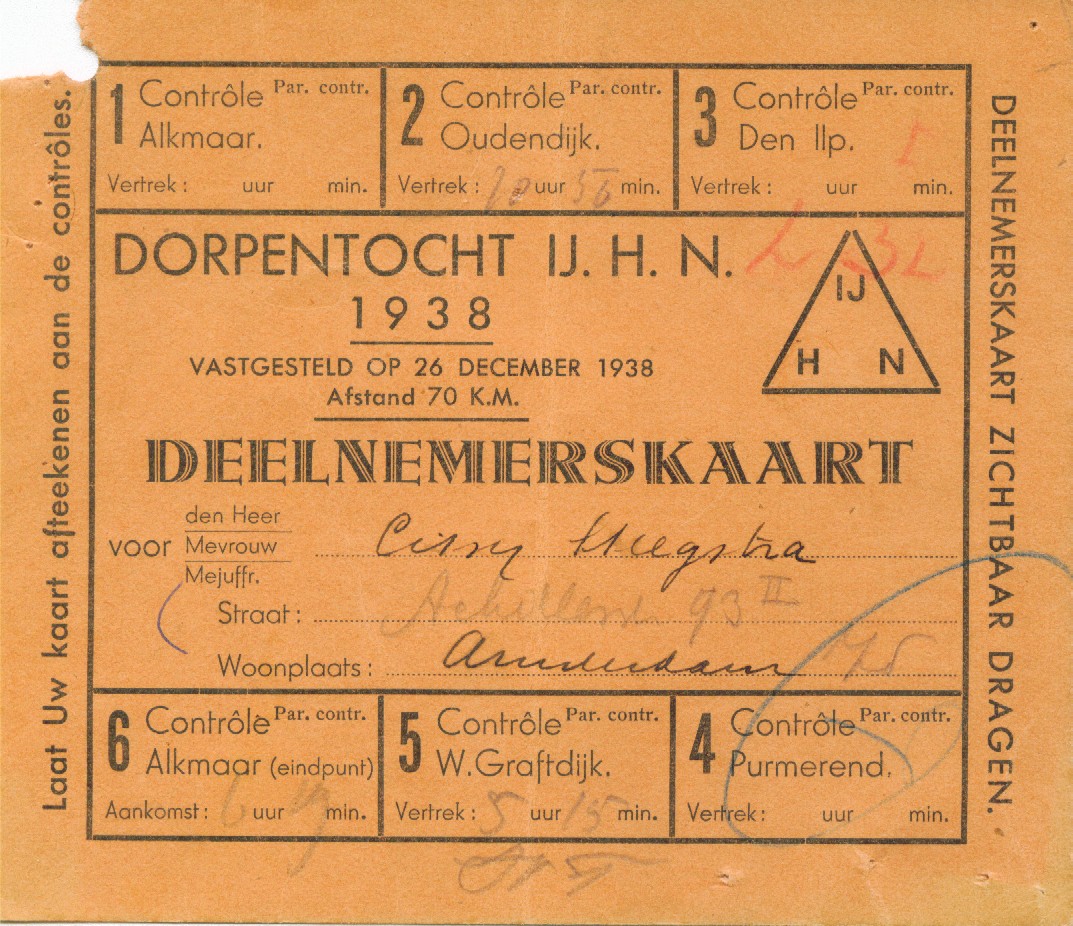 1 Contrôle Par. contr.
Alkmaar.
Vertrek: uur min.
2 Contrôle Par. contr.
Oudendijk.
Vertrek: 10 uur min.
3 Contrôle Par. contr.
Den Ilp.
Vertrek: uur min.
DORPENTOCHT IJ. H. N.
1938
VASTGESTELD OP 26 DECEMBER 1938
Afstand 70 K.M.
IJ
H N
DEELNEMERSKAART
den Heer
voor Mevrouw
Mejuffr.
Straat: 93 II
Woonplaats: Amsterdam
6 Contrôle Par. contr.
Alkmaar (eindpunt)
Aankomst: 6 uur min.
5 Contrôle Par. contr.
W.Graftdijk.
Vertrek: 5 uur 15 min.
4 Contrôle Par. contr.
Purmerend.
Vertrek: uur min.
Laat Uw kaart afteekenen aan de contrôles.
DEELNEMERSKAART ZICHTBAAR DRAGEN.